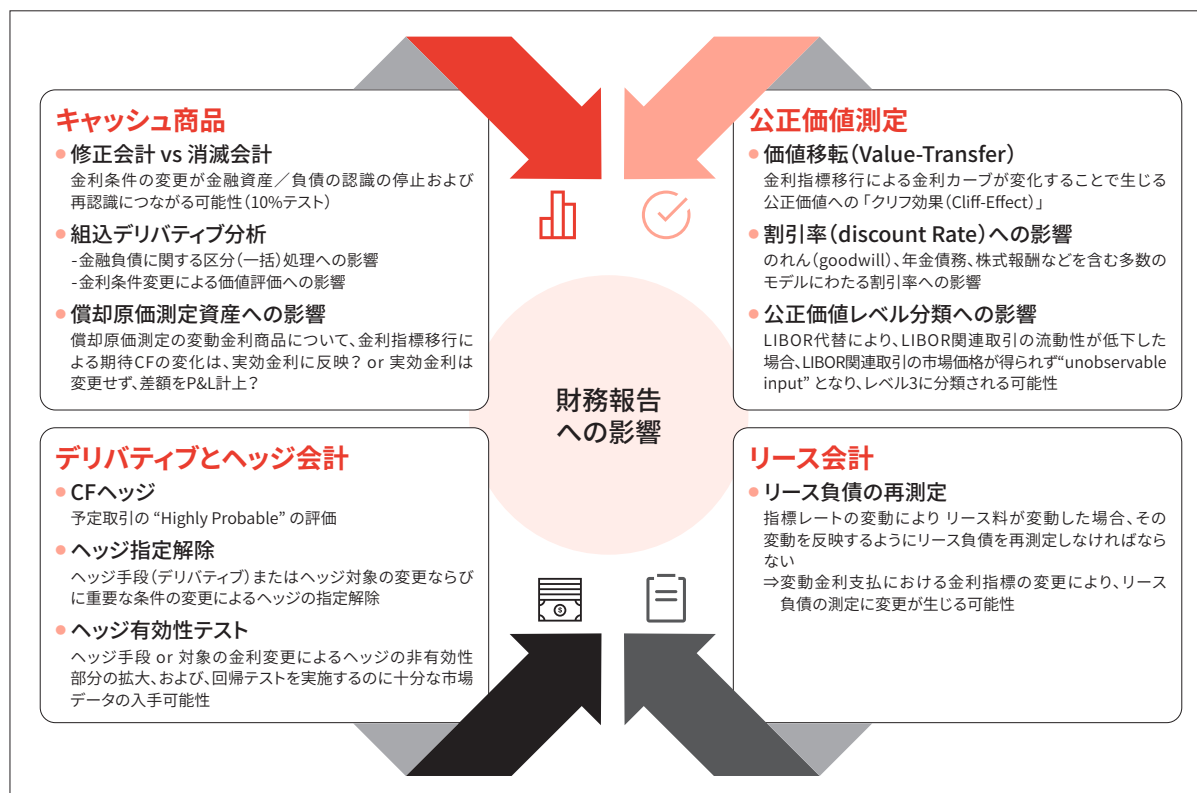 キャッシュ商品
修正会計 vs 消滅会計
金利条件の変更が金融資産／負債の認識の停止および
再認識につながる可能性(10%テスト)
組込デリバティブ分析
-金融負債に関する区分(一括)処理への影響
-金利条件変更による価値評価への影響
償却原価測定資産への影響
償却原価測定の変動金利商品について、金利指標移行に
よる期待CFの変化は、実効金利に反映？ or 実効金利は
変更せず、差額をP&L計上？
公正価値測定
価値移転(Value-Transfer)
金利指標移行による金利カーブが変化することで生じる
公正価値への「クリフ効果(Cliff-Effect)」
割引率(discount Rate)への影響
のれん(goodwill)、年金債務、株式報酬などを含む多数の
モデルにわたる割引率への影響
公正価値レベル分類への影響
LIBOR代替により、LIBOR関連取引の流動性が低下した
場合、LIBOR関連取引の市場価格が得られず“unobservable
input” となり、レベル3に分類される可能性
財務報告
への影響
デリバティブとヘッジ会計
CFヘッジ
予定取引の “Highly Probable” の評価
ヘッジ指定解除
ヘッジ手段(デリバティブ)またはヘッジ対象の変更ならび
に重要な条件の変更によるヘッジの指定解除
ヘッジ有効性テスト
ヘッジ手段 or 対象の金利変更によるヘッジの非有効性
部分の拡大、および、回帰テストを実施するのに十分な市場
データの入手可能性
リース会計
リース負債の再測定
指標レートの変動により リース料が変動した場合、その
変動を反映するようにリース負債を再測定しなければなら
ない
⇒変動金利支払における金利指標の変更により、リース
負債の測定に変更が生じる可能性
$